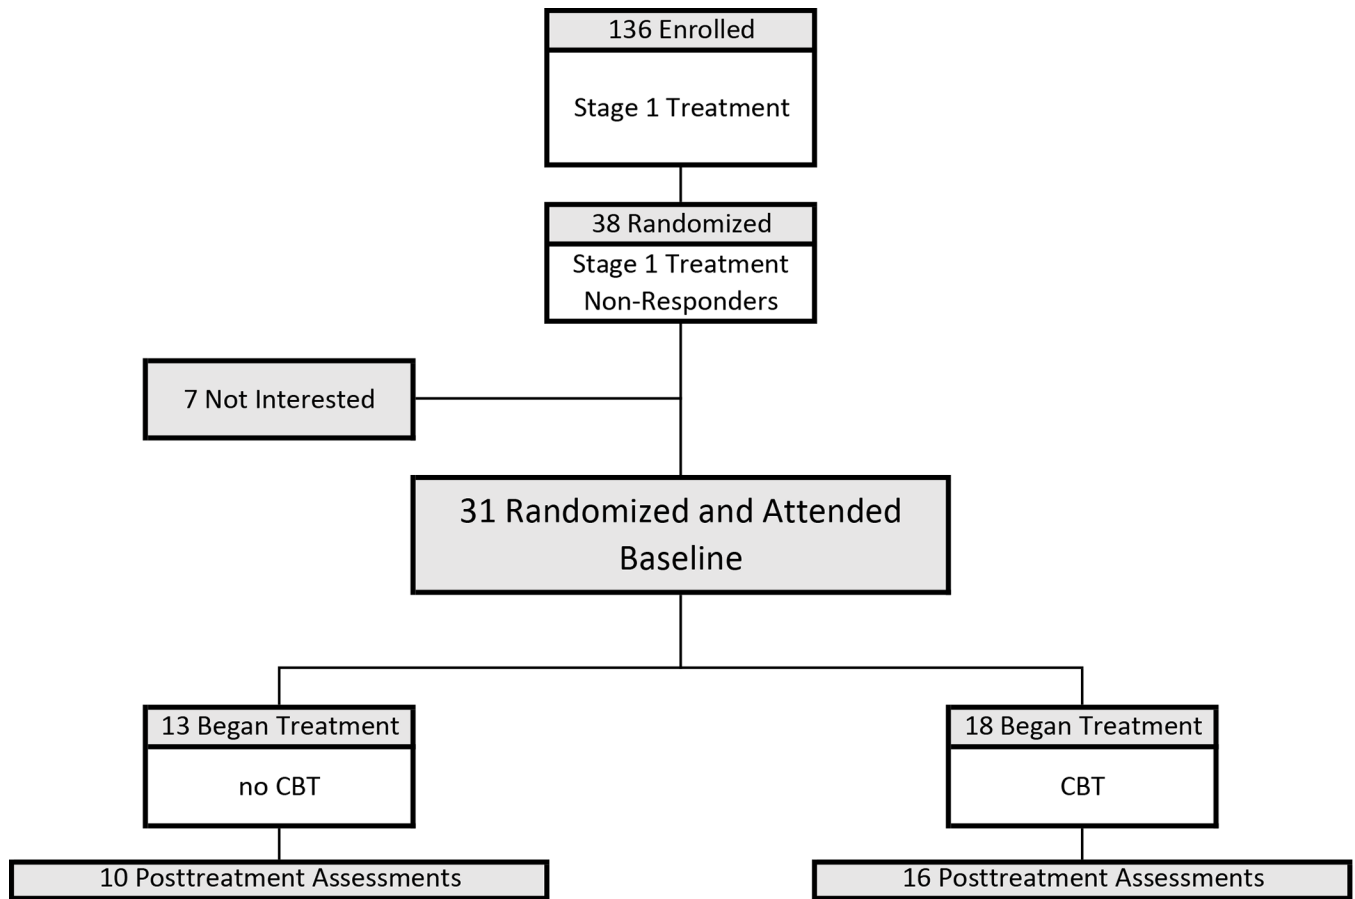 136 Enrolled
Stage 1 Treatment
38 Randomized
Stage 1 Treatment
Non-Responders
7 Not Interested
31 Randomized and Attended
Baseline
13 Began Treatment
no CBT
10 Posttreatment Assessments
18 Began Treatment
CBT
16 Posttreatment Assessments